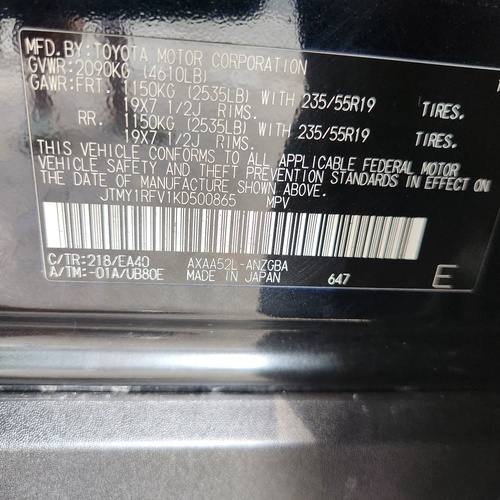 MFD.BY:TOYOTA MOTOR CORPORATION
GVWR:2090KG (4610LB)
GAWR:FRT. 1150KG (2535LB) WITH 235/55R19 TIRES.
19X7 1/2J RIMS.
RR. 1150KG (2535LB) WITH 235/55R19 TIRES.
19X7 1/2J RIMS.
THIS VEHICLE CONFORMS TO ALL APPLICABLE FEDERAL MOTOR
VEHICLE SAFETY AND THEFT PREVENTION STANDARDS IN EFFECT ON
THE DATE OF MANUFACTURE SHOWN ABOVE.
JTMY1RFV1KD500865 MPV
C/TR:218/EA40 AXAA52L-ANZGBA
A/TM:-01A/UB80E MADE IN JAPAN 647 E